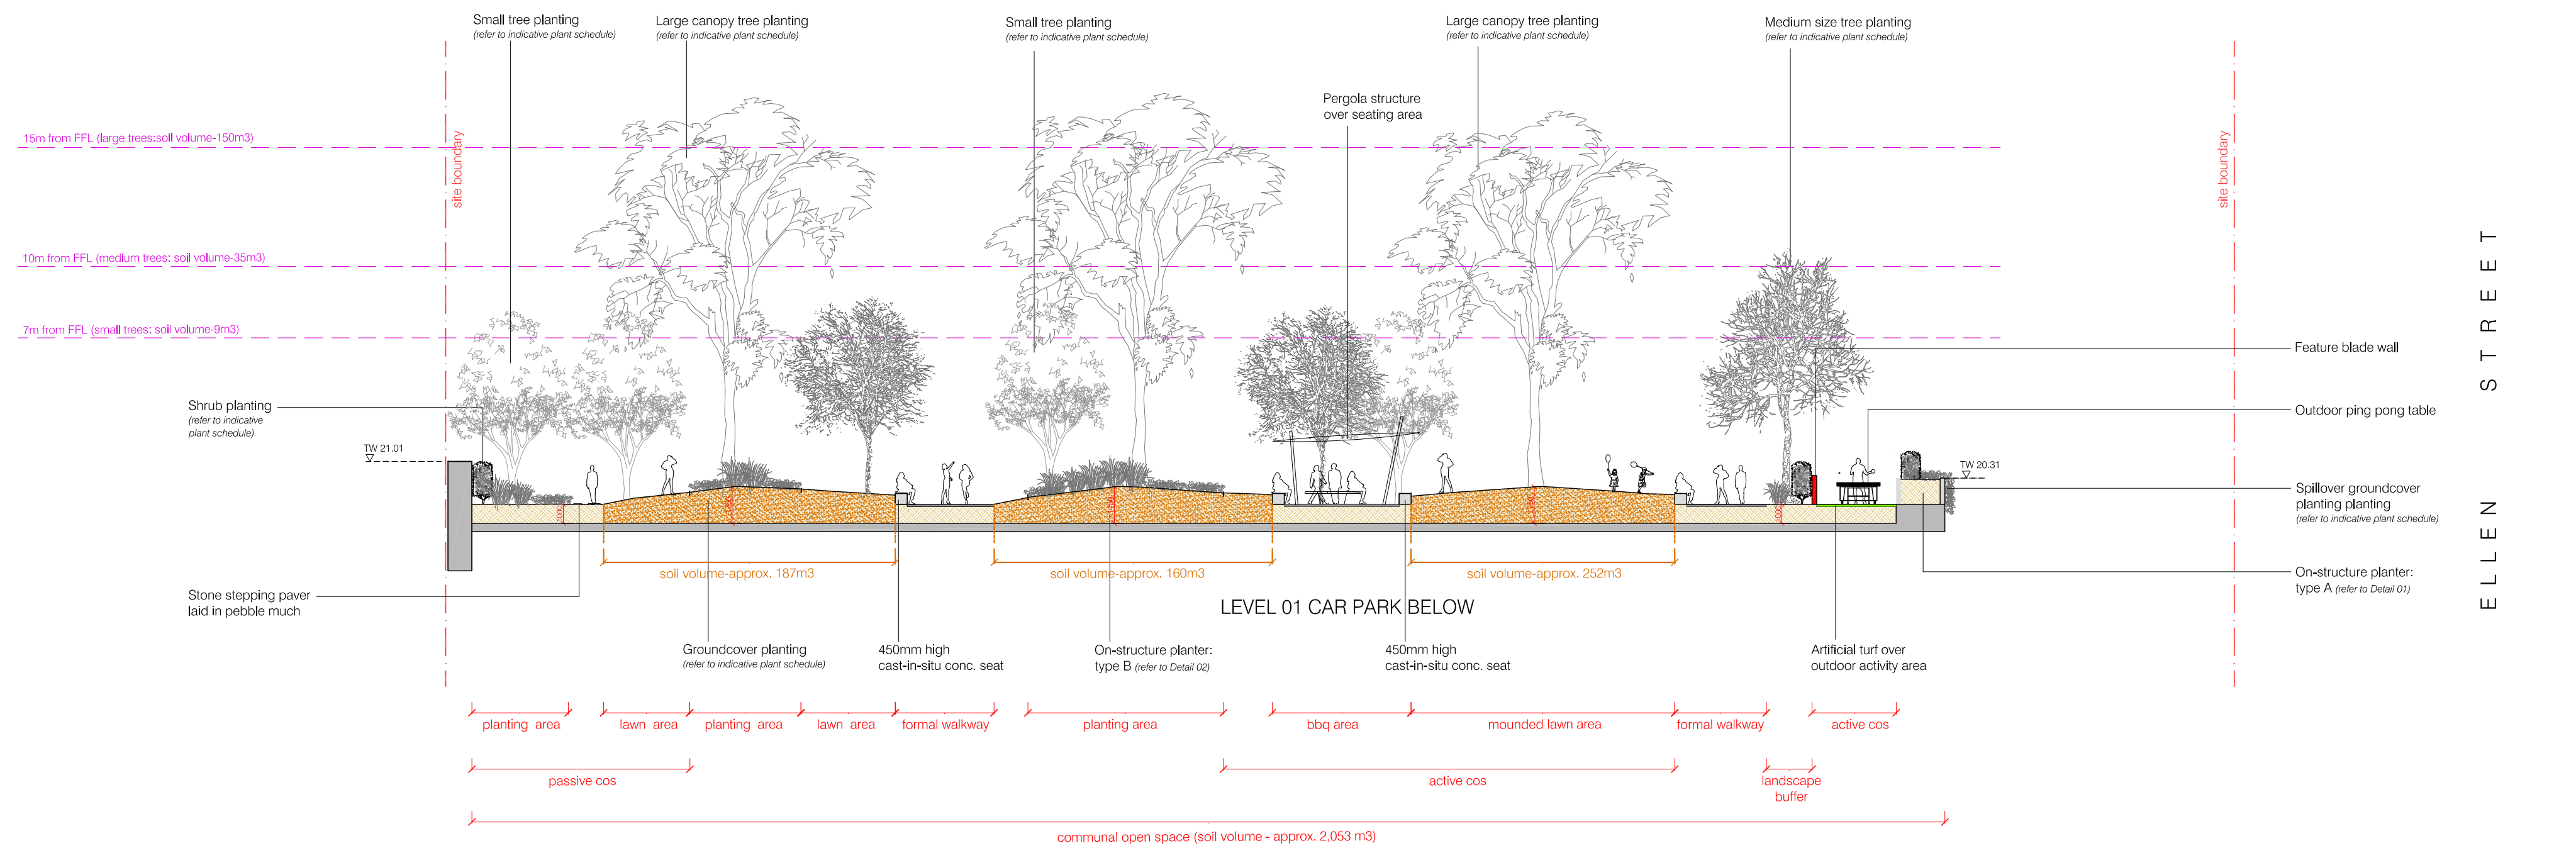 Small tree planting
(refer to indicative plant schedule)
Large canopy tree planting
(refer to indicative plant schedule)
Small tree planting
(refer to indicative plant schedule)
Large canopy tree planting
(refer to indicative plant schedule)
Medium size tree planting
(refer to indicative plant schedule)
Pergola structure
over seating area
15m from FFL (large trees:soil volume-150m3)
site boundary
site boundary
10m from FFL (medium trees: soil volume-35m3)
7m from FFL (small trees: soil volume-9m3)
ELLEN STREET
Feature blade wall
Shrub planting
(refer to indicative
plant schedule)
Outdoor ping pong table
TW 21.01
TW 20.31
Spillover groundcover
planting planting
(refer to indicative plant schedule)
1000
1000
soil volume-approx. 187m3
soil volume-approx. 160m3
soil volume-approx. 252m3
On-structure planter:
type A (refer to Detail 01)
Stone stepping paver
laid in pebble much
LEVEL 01 CAR PARK BELOW
Groundcover planting
(refer to indicative plant schedule)
450mm high
cast-in-situ conc. seat
On-structure planter:
type B (refer to Detail 02)
450mm high
cast-in-situ conc. seat
Artificial turf over
outdoor activity area
planting area
lawn area
planting area
lawn area
formal walkway
planting area
bbq area
mounded lawn area
formal walkway
active cos
passive cos
active cos
landscape
buffer
communal open space (soil volume - approx. 2,053 m3)